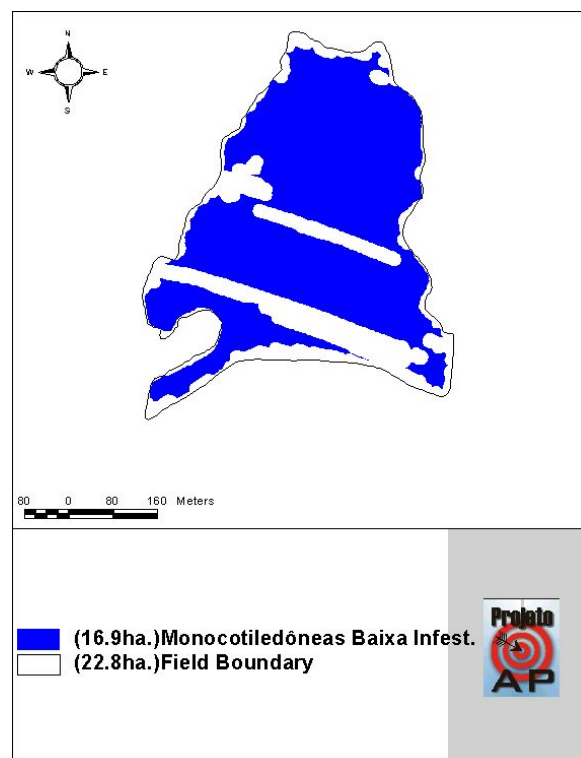 N
W E
S
80 0 80 160 Meters
(16.9ha.)Monocotiledôneas Baixa Infest.
(22.8ha.)Field Boundary
Projeto
AP